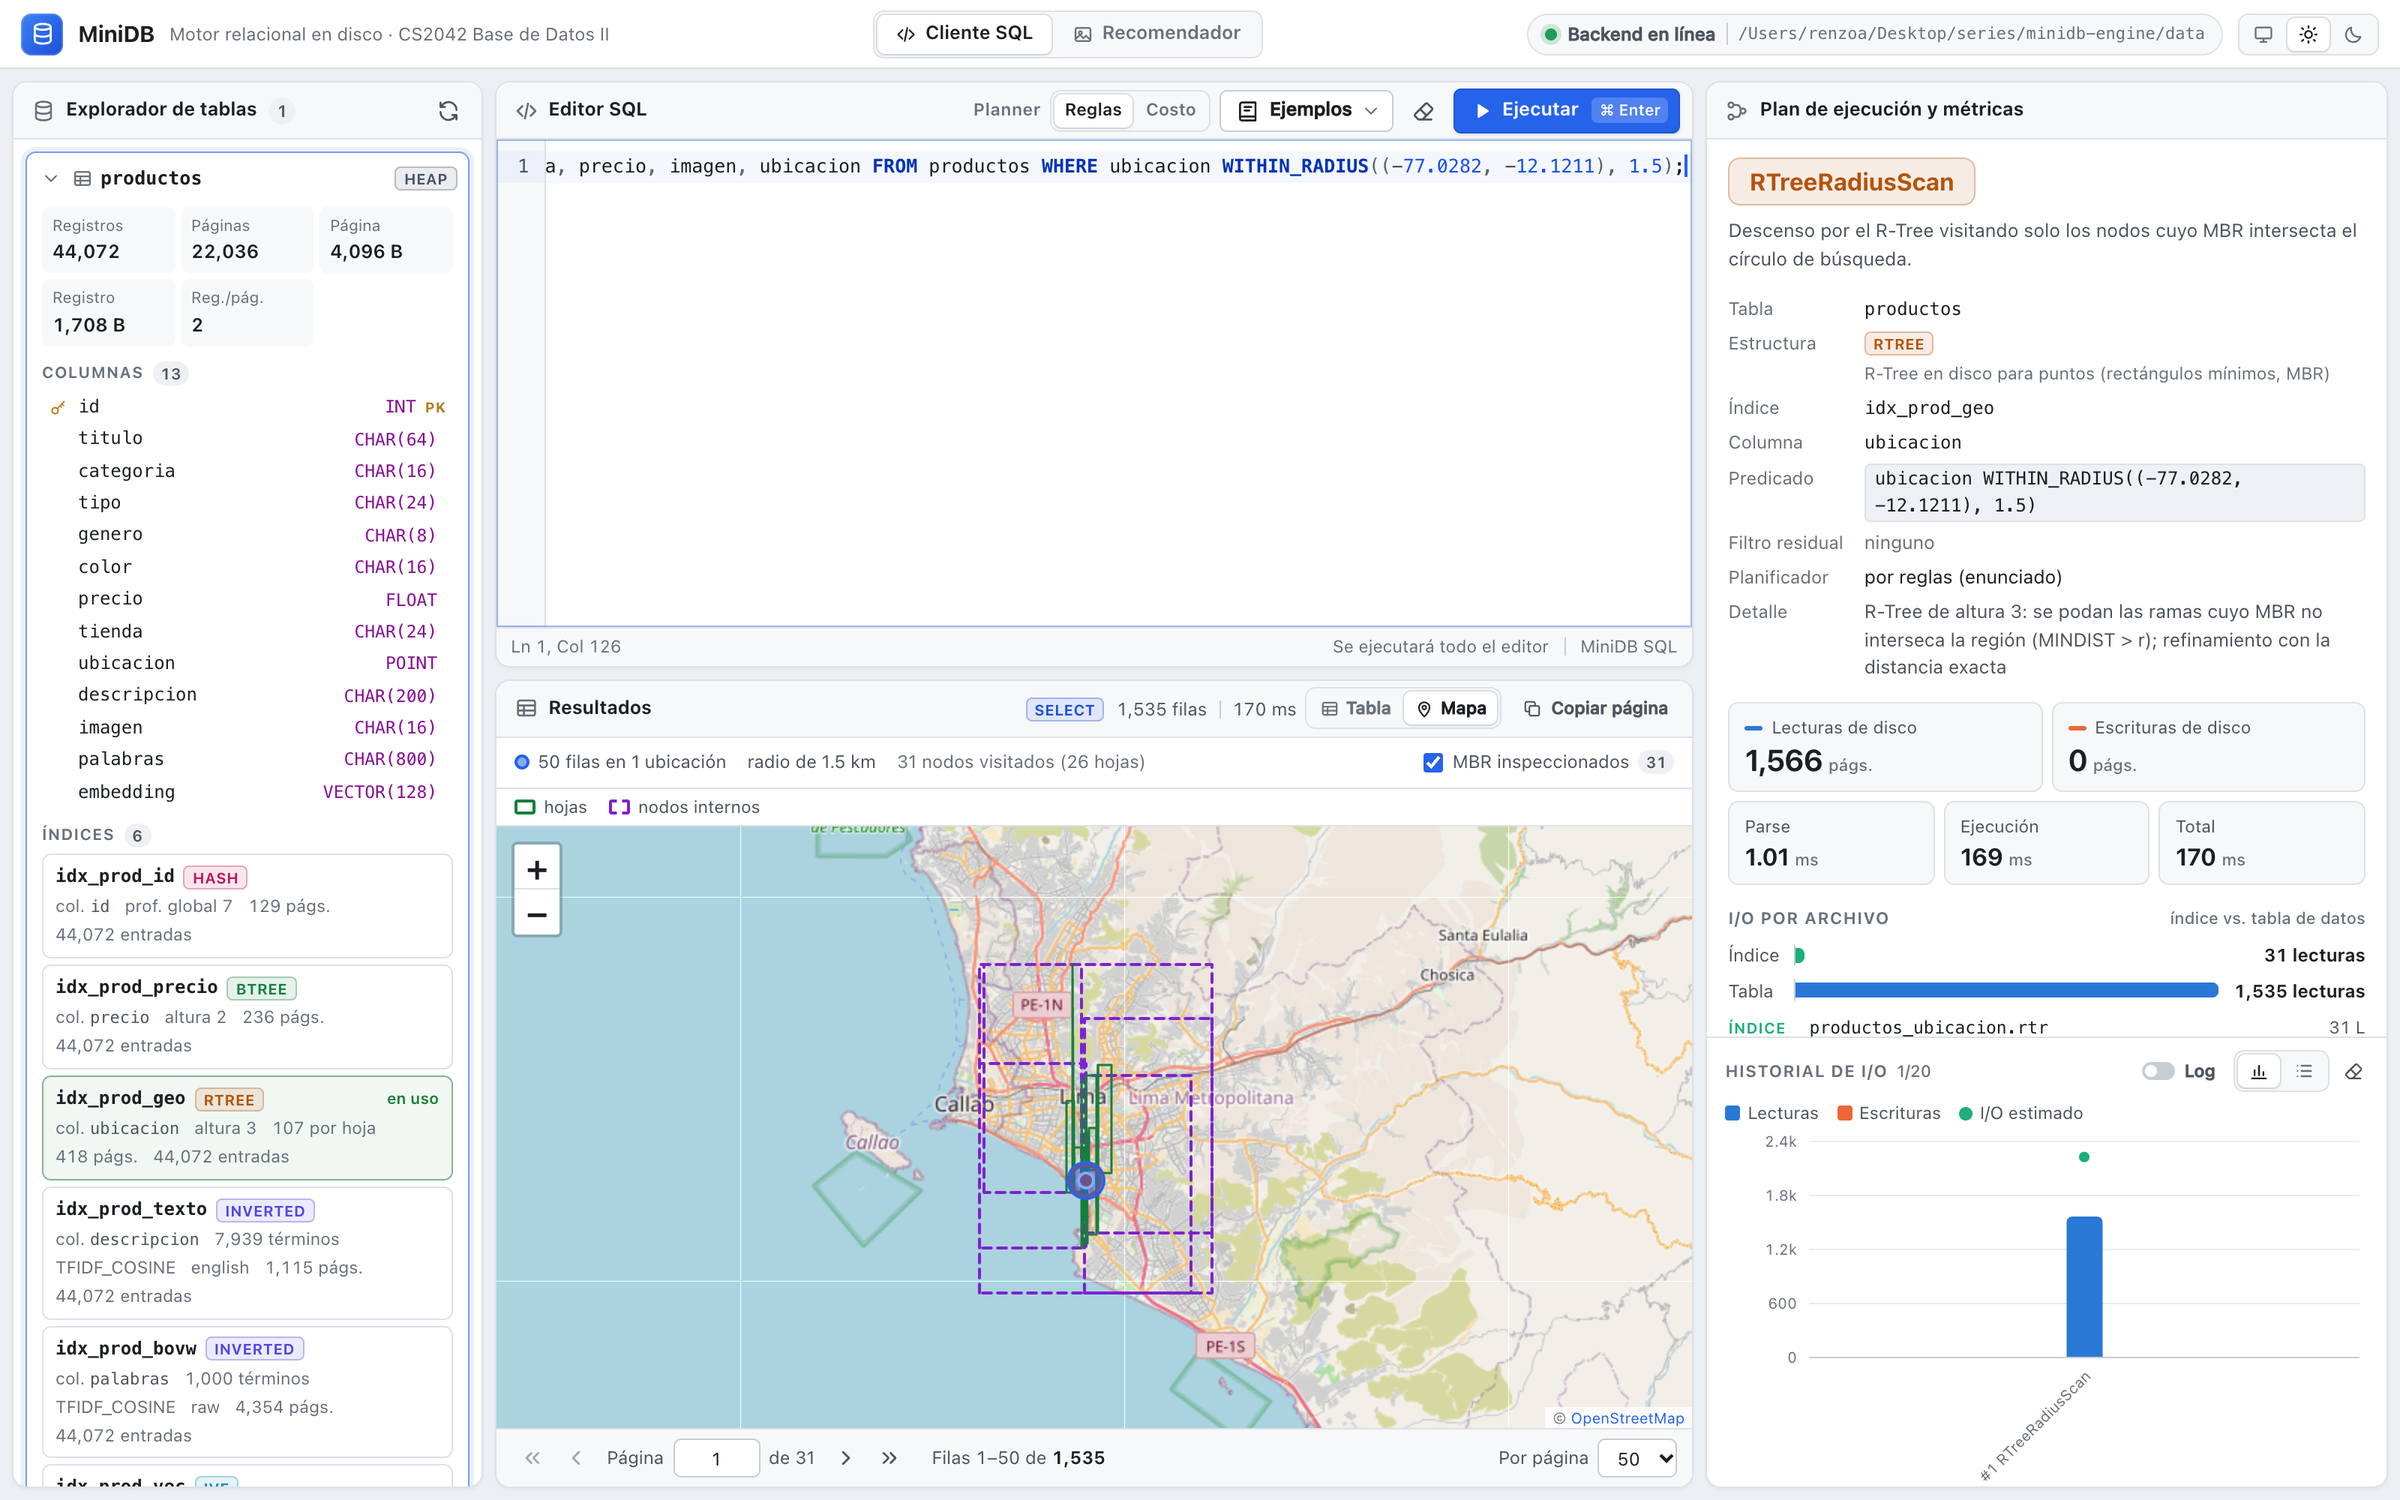 MiniDB Motor relacional en disco · CS2042 Base de Datos II
Cliente SQL Recomendador
Backend en línea /Users/renzoa/Desktop/series/minidb-engine/data
Explorador de tablas 1
productos HEAP
Registros Páginas Página
44,072 22,036 4,096 B
Registro Reg./pág.
1,708 B 2
COLUMNAS 13
id INT PK
titulo CHAR(64)
categoria CHAR(16)
tipo CHAR(24)
genero CHAR(8)
color CHAR(16)
precio FLOAT
tienda CHAR(24)
ubicacion POINT
descripcion CHAR(200)
imagen CHAR(16)
palabras CHAR(800)
embedding VECTOR(128)
ÍNDICES 6
idx_prod_id HASH
col. id prof. global 7 129 págs.
44,072 entradas
idx_prod_precio BTREE
col. precio altura 2 236 págs.
44,072 entradas
idx_prod_geo RTREE en uso
col. ubicacion altura 3 107 por hoja
418 págs. 44,072 entradas
idx_prod_texto INVERTED
col. descripcion 7,939 términos
TFIDF_COSINE english 1,115 págs.
44,072 entradas
idx_prod_bovw INVERTED
col. palabras 1,000 términos
TFIDF_COSINE raw 4,354 págs.
44,072 entradas
Editor SQL Planner Reglas Costo Ejemplos Ejecutar ⌘ Enter
1 a, precio, imagen, ubicacion FROM productos WHERE ubicacion WITHIN_RADIUS((-77.0282, -12.1211), 1.5);
Ln 1, Col 126 Se ejecutará todo el editor MiniDB SQL
Resultados SELECT 1,535 filas 170 ms Tabla Mapa Copiar página
50 filas en 1 ubicación radio de 1.5 km 31 nodos visitados (26 hojas) MBR inspeccionados 31
hojas nodos internos
de Pescadores
+
−
Santa Eulalia
Chosica
PE-1N
Callao Lima Lima Metropolitana
Callao
PE-1S
© OpenStreetMap
Página 1 de 31 Filas 1–50 de 1,535 Por página 50
Plan de ejecución y métricas
RTreeRadiusScan
Descenso por el R-Tree visitando solo los nodos cuyo MBR intersecta el
círculo de búsqueda.
Tabla productos
Estructura RTREE
R-Tree en disco para puntos (rectángulos mínimos, MBR)
Índice idx_prod_geo
Columna ubicacion
Predicado ubicacion WITHIN_RADIUS((-77.0282,
-12.1211), 1.5)
Filtro residual ninguno
Planificador por reglas (enunciado)
Detalle R-Tree de altura 3: se podan las ramas cuyo MBR no
interseca la región (MINDIST > r); refinamiento con la
distancia exacta
Lecturas de disco Escrituras de disco
1,566 págs. 0 págs.
Parse Ejecución Total
1.01 ms 169 ms 170 ms
I/O POR ARCHIVO índice vs. tabla de datos
Índice 31 lecturas
Tabla 1,535 lecturas
ÍNDICE productos_ubicacion.rtr 31 L
HISTORIAL DE I/O 1/20 Log
Lecturas Escrituras I/O estimado
2.4k
1.8k
1.2k
600
0
#1 RTreeRadiusScan